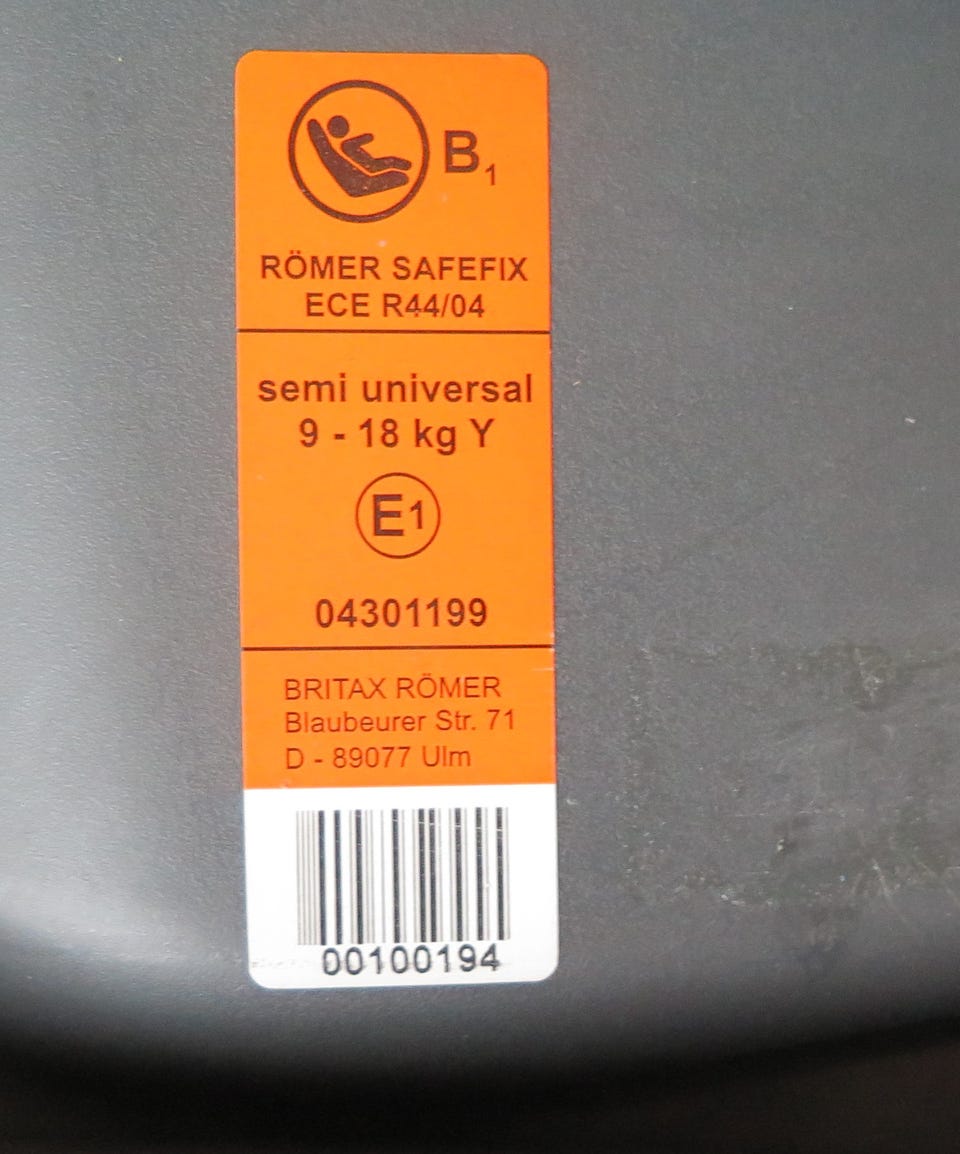 B1
RÖMER SAFEFIX
ECE R44/04
semi universal
9 - 18 kg Y
E1
04301199
BRITAX RÖMER
Blaubeurer Str. 71
D - 89077 Ulm
00100194